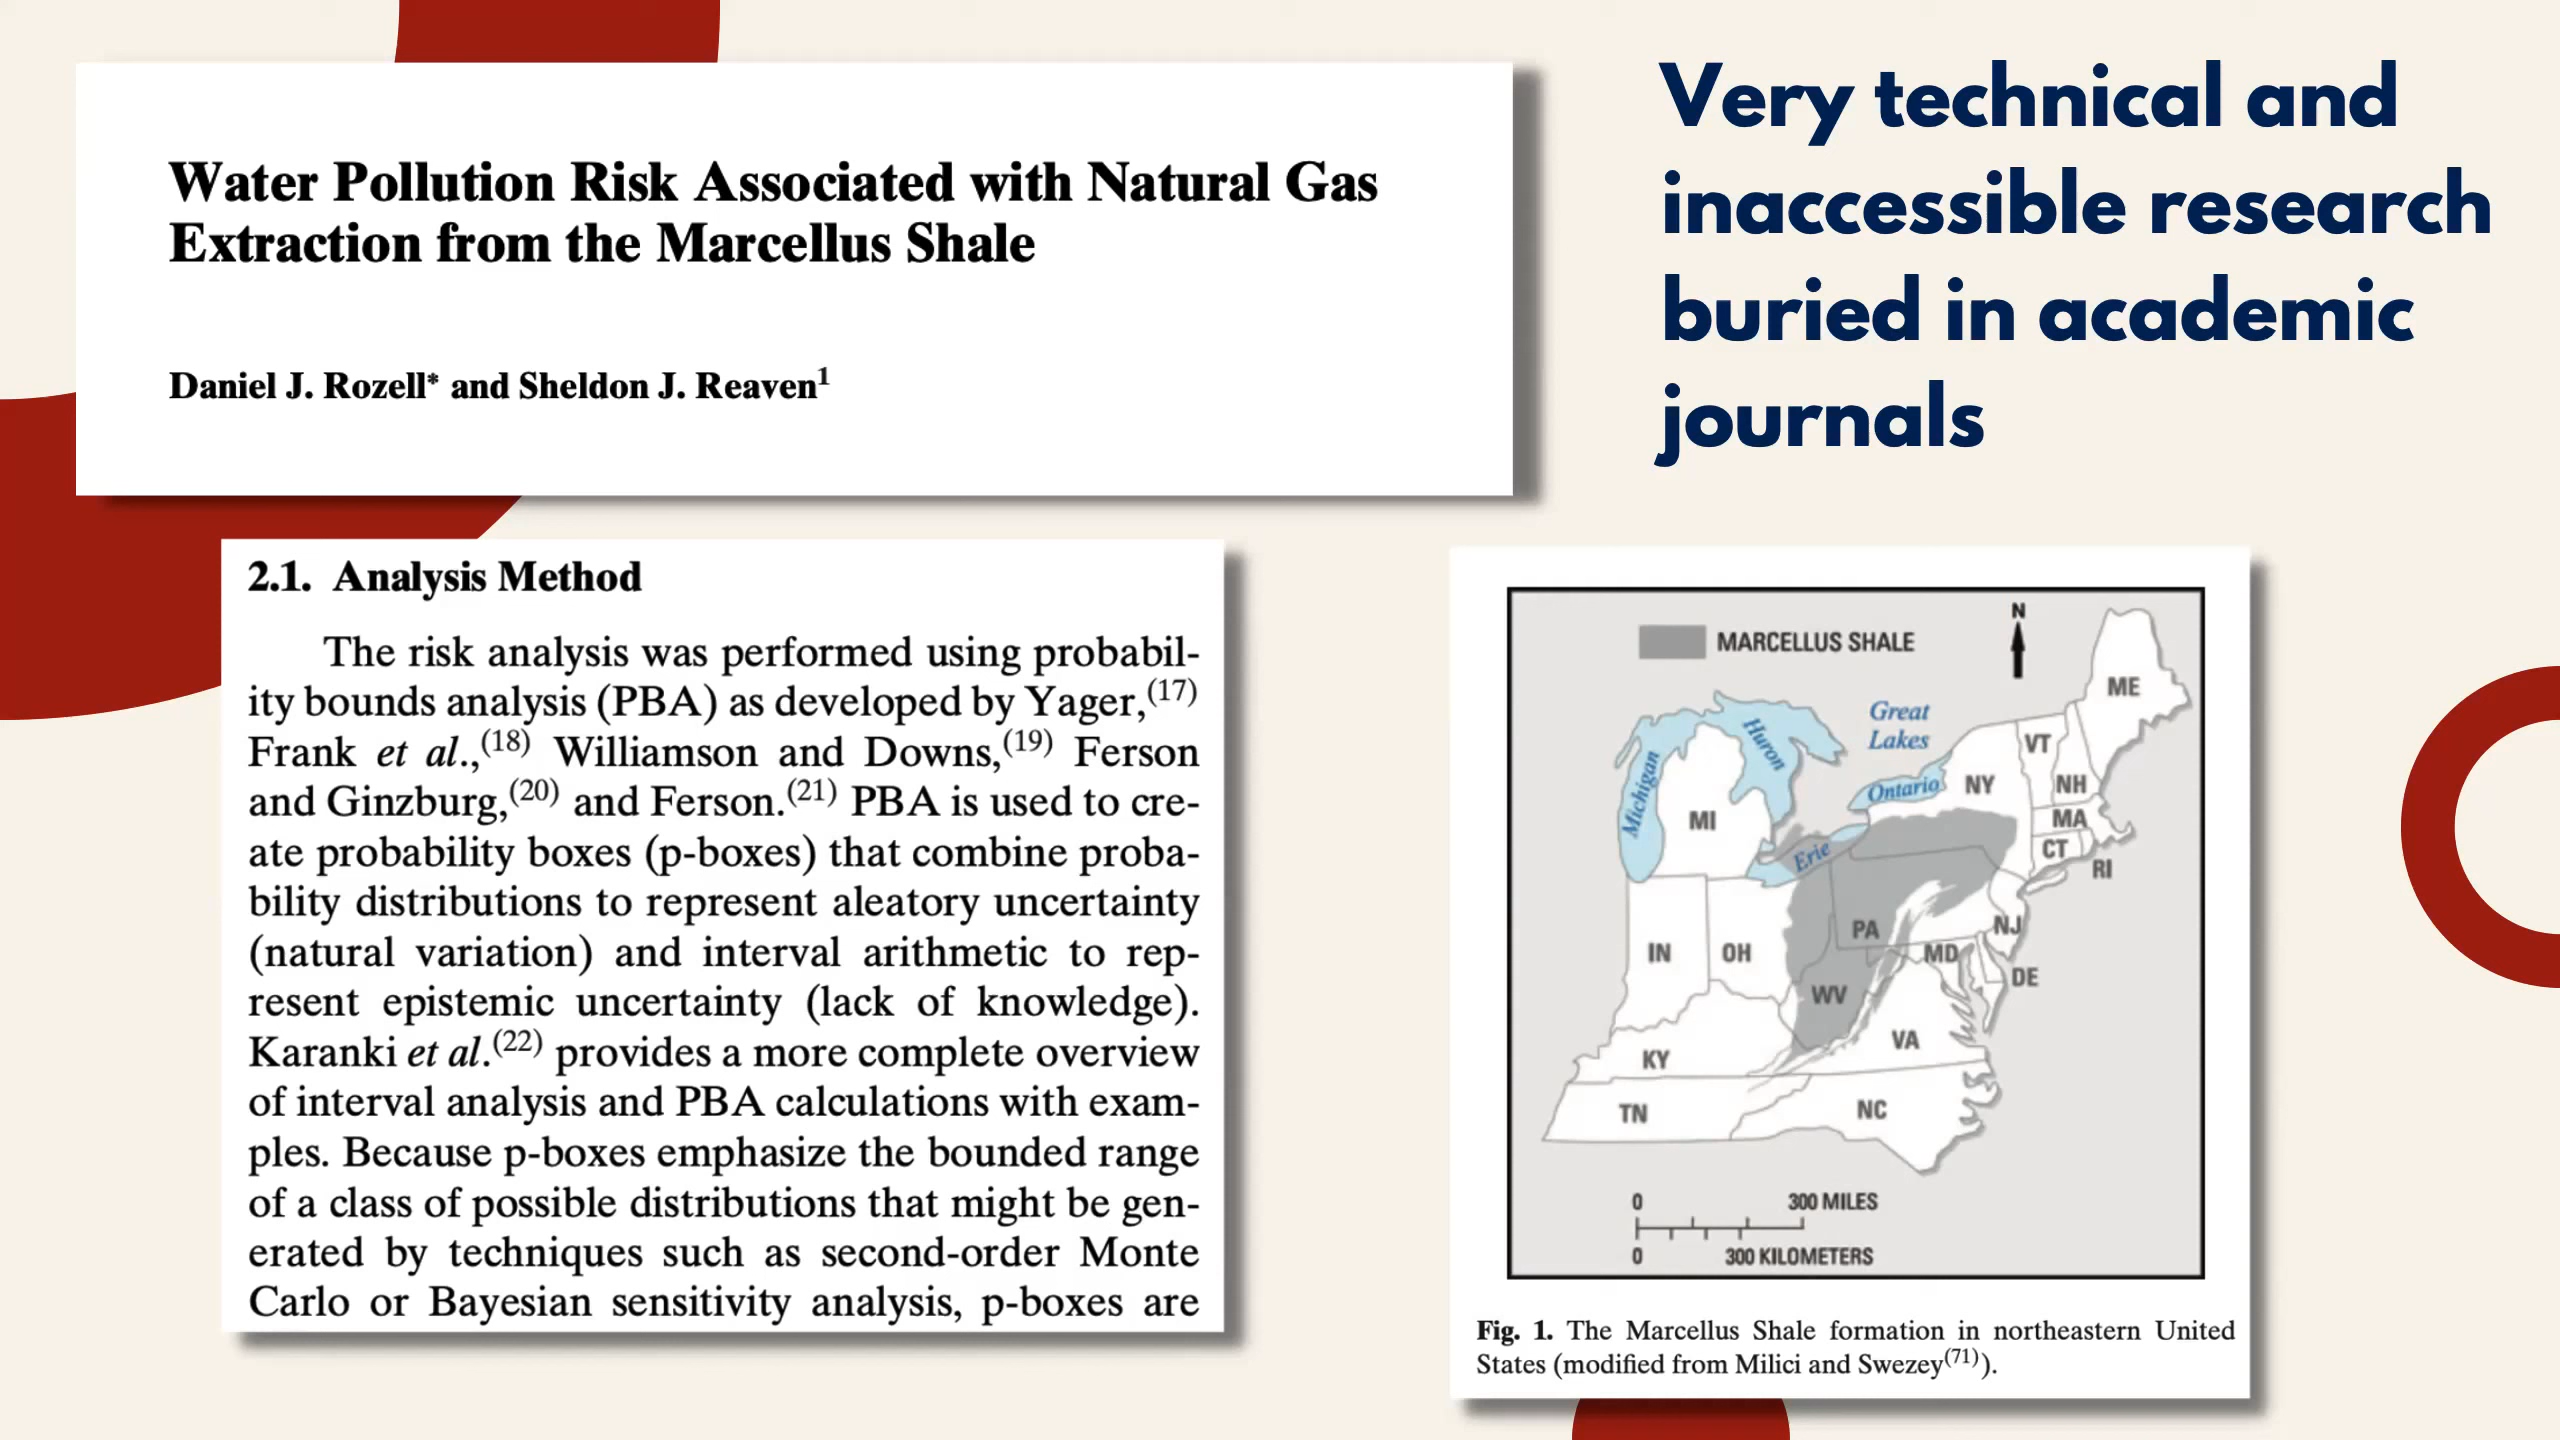 Water Pollution Risk Associated with Natural Gas
Extraction from the Marcellus Shale
Daniel J. Rozell* and Sheldon J. Reaven1
Very technical and
inaccessible research
buried in academic
journals
2.1. Analysis Method
The risk analysis was performed using probabil-
ity bounds analysis (PBA) as developed by Yager,(17)
Frank et al.,(18) Williamson and Downs,(19) Ferson
and Ginzburg,(20) and Ferson.(21) PBA is used to cre-
ate probability boxes (p-boxes) that combine proba-
bility distributions to represent aleatory uncertainty
(natural variation) and interval arithmetic to rep-
resent epistemic uncertainty (lack of knowledge).
Karanki et al.(22) provides a more complete overview
of interval analysis and PBA calculations with exam-
ples. Because p-boxes emphasize the bounded range
of a class of possible distributions that might be gen-
erated by techniques such as second-order Monte
Carlo or Bayesian sensitivity analysis, p-boxes are
N
MARCELLUS SHALE
ME
Great
Lakes
Huron
Michigan
VT
Ontario
NY
NH
MI
MA
CT
Erie
RI
PA
NJ
IN
OH
MD
DE
WV
VA
KY
TN
NC
0 300 MILES
0 300 KILOMETERS
Fig. 1. The Marcellus Shale formation in northeastern United
States (modified from Milici and Swezey(71)).